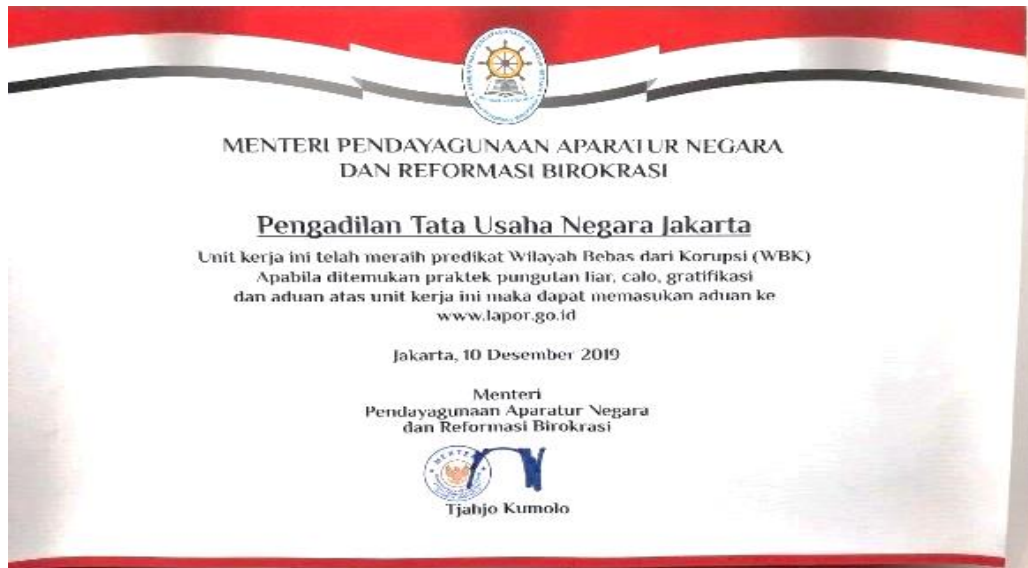 MENTERI PENDAYAGUNAAN APARATUR NEGARA
DAN REFORMASI BIROKRASI
Pengadilan Tata Usaha Negara Jakarta
Unit kerja ini telah meraih predikat Wilayah Bebas dari Korupsi (WBK)
Apabila ditemukan praktek pungutan liar, calo, gratifikasi
dan aduan atas unit kerja ini maka dapat memasukan aduan ke
www.lapor.go.id
Jakarta, 10 Desember 2019
Menteri
Pendayagunaan Aparatur Negara
dan Reformasi Birokrasi
MENTERI
Tjahjo Kumolo